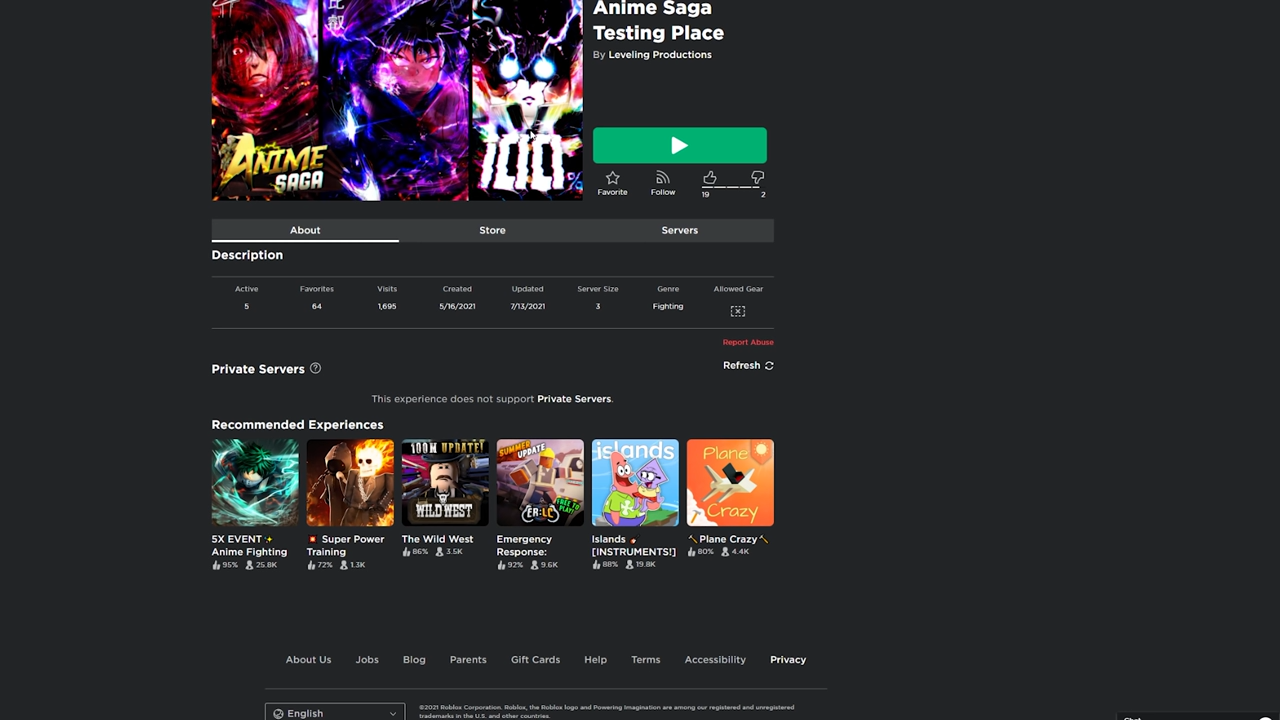 Anime Saga
Testing Place
By Leveling Productions
比
叡
ANIME
SAGA
100
Favorite
Follow
19
2
About
Store
Servers
Description
Active
Favorites
Visits
Created
Updated
Server Size
Genre
Allowed Gear
5
64
1,695
5/16/2021
7/13/2021
3
Fighting
Report Abuse
Private Servers
Refresh
This experience does not support Private Servers.
Recommended Experiences
100M UPDATE!
WILD WEST
SUMMER
UPDATE
FREE TO
PLAY!
ER:LC
islands
Plane
Crazy
5X EVENT
Anime Fighting
95% 25.8K
Super Power
Training
72% 1.3K
The Wild West
86% 3.5K
Emergency
Response:
92% 9.6K
Islands
[INSTRUMENTS!]
88% 19.8K
Plane Crazy
80% 4.4K
About Us
Jobs
Blog
Parents
Gift Cards
Help
Terms
Accessibility
Privacy
English
©2021 Roblox Corporation. Roblox, the Roblox logo and Powering Imagination are among our registered and unregistered
trademarks in the U.S. and other countries.